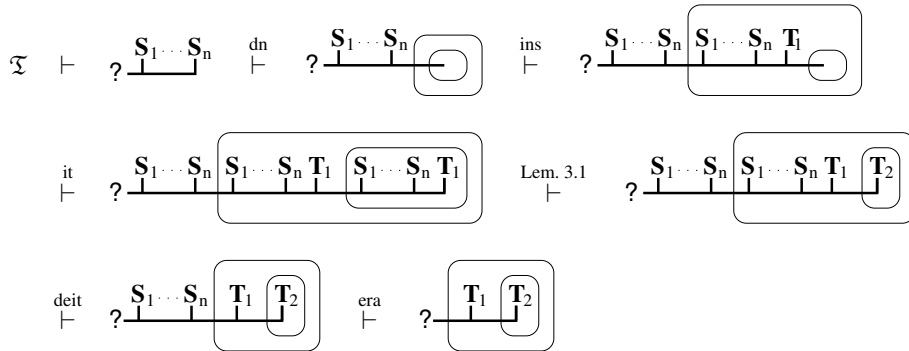 𝔗 ⊢ ? S₁ ··· Sₙ dn ⊢ ? S₁ ··· Sₙ ins ⊢ ? S₁ ··· Sₙ S₁ ··· Sₙ T₁
it ⊢ ? S₁ ··· Sₙ S₁ ··· Sₙ T₁ S₁ ··· Sₙ T₁ Lem. 3.1 ⊢ ? S₁ ··· Sₙ S₁ ··· Sₙ T₁ T₂
deit ⊢ ? S₁ ··· Sₙ T₁ T₂ era ⊢ ? T₁ T₂